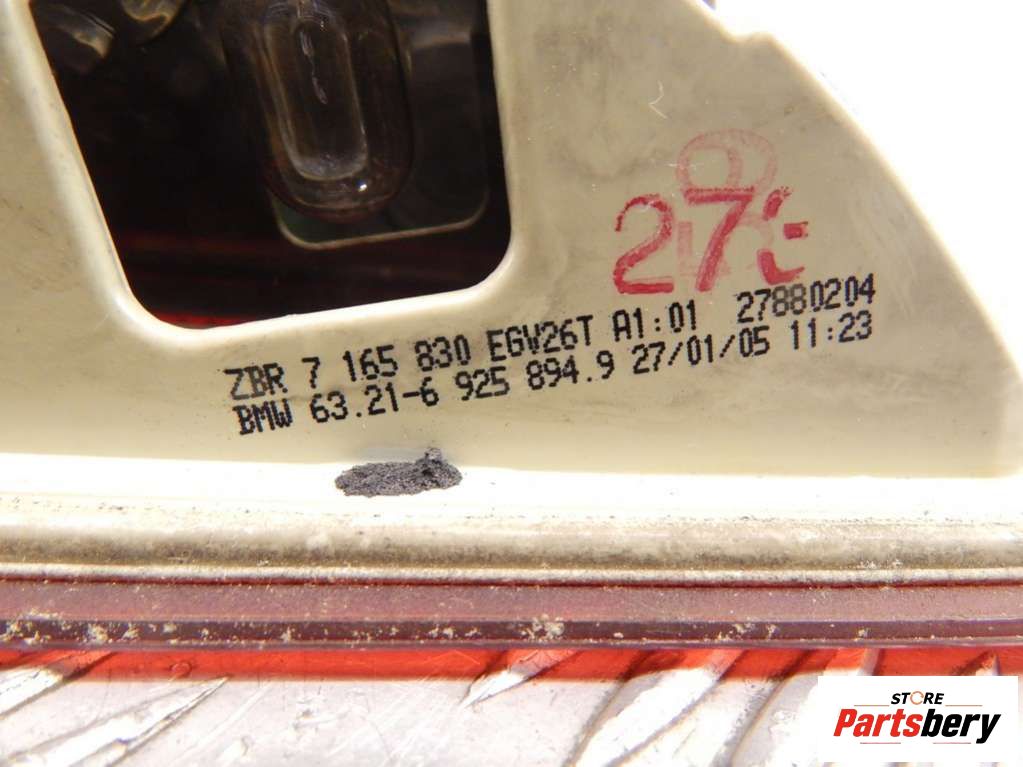 ZBR 7 165 830 EGV26T A1:01 27880204
BMW 63.21-6 925 894.9 27/01/05 11:23
STORE
Partsbery